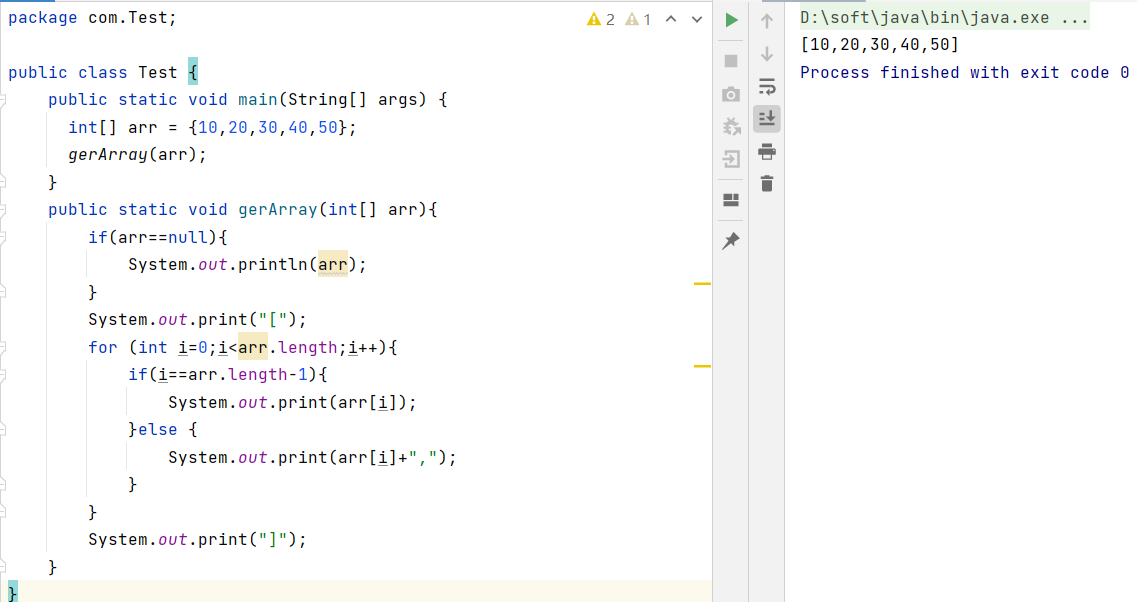 package com.Test;
2 1
public class Test {
    public static void main(String[] args) {
      int[] arr = {10,20,30,40,50};
      gerArray(arr);
    }
    public static void gerArray(int[] arr){
        if(arr==null){
            System.out.println(arr);
        }
        System.out.print("[");
        for (int i=0;i<arr.length;i++){
            if(i==arr.length-1){
                System.out.print(arr[i]);
            }else {
                System.out.print(arr[i]+",");
            }
        }
        System.out.print("]");
    }
}
D:\soft\java\bin\java.exe ...
[10,20,30,40,50]
Process finished with exit code 0